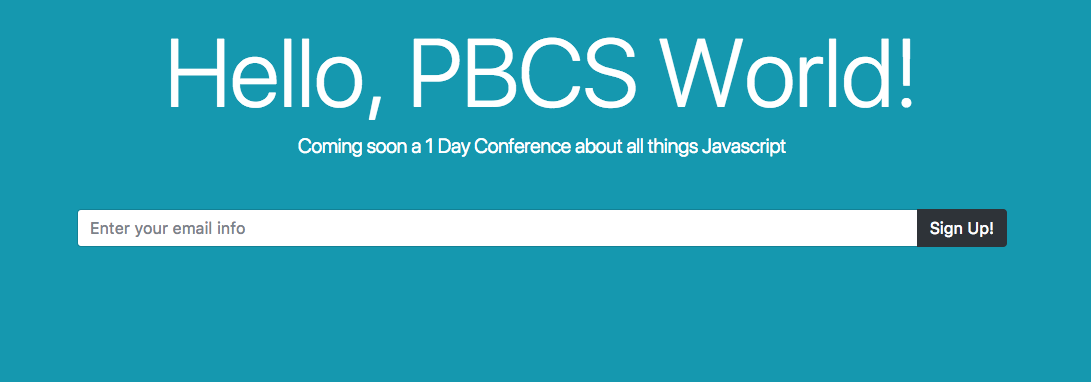 Hello, PBCS World!
Coming soon a 1 Day Conference about all things Javascript
Enter your email info
Sign Up!